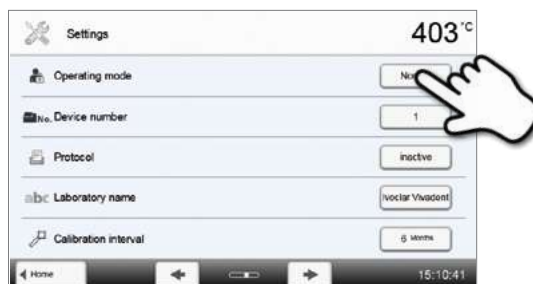 Settings
403 °C
Operating mode
No. Device number
1
Protocol
inactive
abc Laboratory name
Ivoclar Vivadent
Calibration interval
6 Months
Home
15:10:41